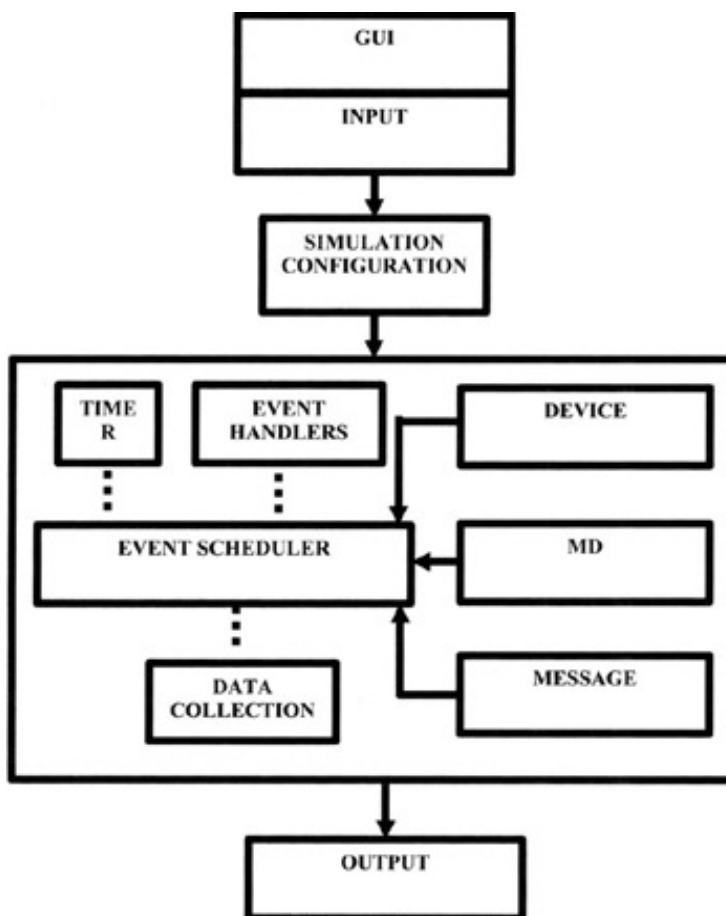 GUI
INPUT
SIMULATION
CONFIGURATION
TIME
R
EVENT
HANDLERS
DEVICE
EVENT SCHEDULER
MD
DATA
COLLECTION
MESSAGE
OUTPUT